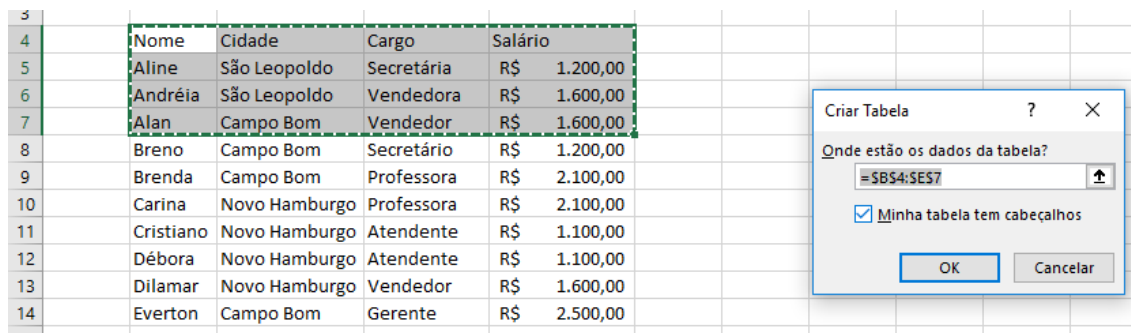 3
4 Nome Cidade Cargo Salário
5 Aline São Leopoldo Secretária R$ 1.200,00
6 Andréia São Leopoldo Vendedora R$ 1.600,00
7 Alan Campo Bom Vendedor R$ 1.600,00
8 Breno Campo Bom Secretário R$ 1.200,00
9 Brenda Campo Bom Professora R$ 2.100,00
10 Carina Novo Hamburgo Professora R$ 2.100,00
11 Cristiano Novo Hamburgo Atendente R$ 1.100,00
12 Débora Novo Hamburgo Atendente R$ 1.100,00
13 Dilamar Novo Hamburgo Vendedor R$ 1.600,00
14 Everton Campo Bom Gerente R$ 2.500,00
Criar Tabela ? ×
Onde estão os dados da tabela?
=$B$4:$E$7
Minha tabela tem cabeçalhos
OK Cancelar